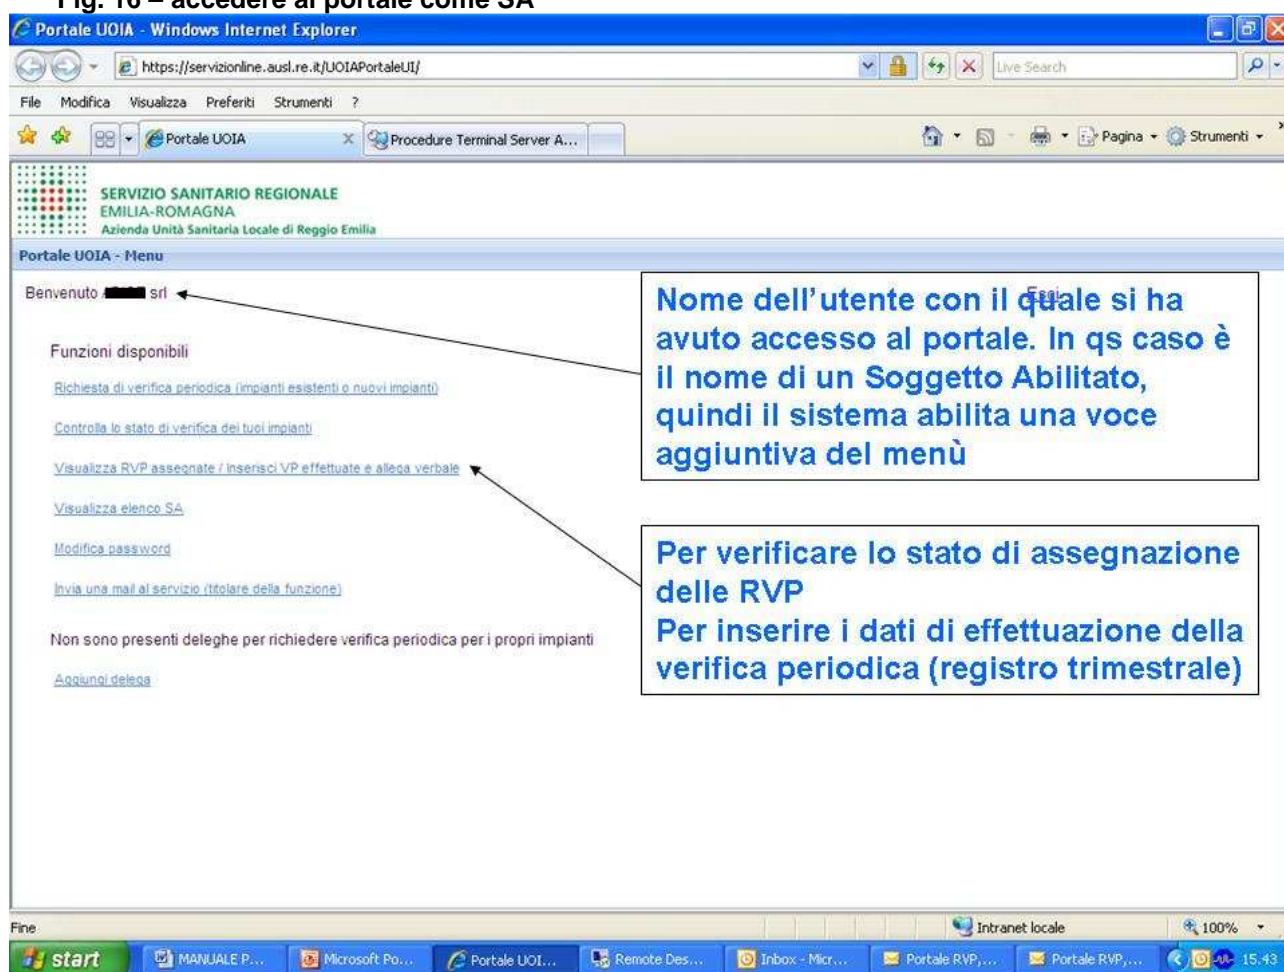 Fig. 16 – accedere al portale come SA
Portale UOIA - Windows Internet Explorer
https://servizionline.ausl.re.it/UOIAPortaleUI/
Live Search
File Modifica Visualizza Preferiti Strumenti ?
Portale UOIA
Procedure Terminal Server A...
Pagina
Strumenti
SERVIZIO SANITARIO REGIONALE
EMILIA-ROMAGNA
Azienda Unità Sanitaria Locale di Reggio Emilia
Portale UOIA - Menu
Benvenuto srl
Esci
Funzioni disponibili
Richiesta di verifica periodica (impianti esistenti o nuovi impianti)
Controlla lo stato di verifica dei tuoi impianti
Visualizza RVP assegnate / inserisci VP effettuate e allega verbale
Visualizza elenco SA
Modifica password
Invia una mail al servizio (titolare della funzione)
Non sono presenti deleghe per richiedere verifica periodica per i propri impianti
Aggiungi delega
Nome dell'utente con il quale si ha
avuto accesso al portale. In qs caso è
il nome di un Soggetto Abilitato,
quindi il sistema abilita una voce
aggiuntiva del menù
Per verificare lo stato di assegnazione
delle RVP
Per inserire i dati di effettuazione della
verifica periodica (registro trimestrale)
Fine
Intranet locale
100%
start
MANUALE P...
Microsoft Po...
Portale UOI...
Remote Des...
Inbox - Micr...
Portale RVP,...
Portale RVP,...
15.43